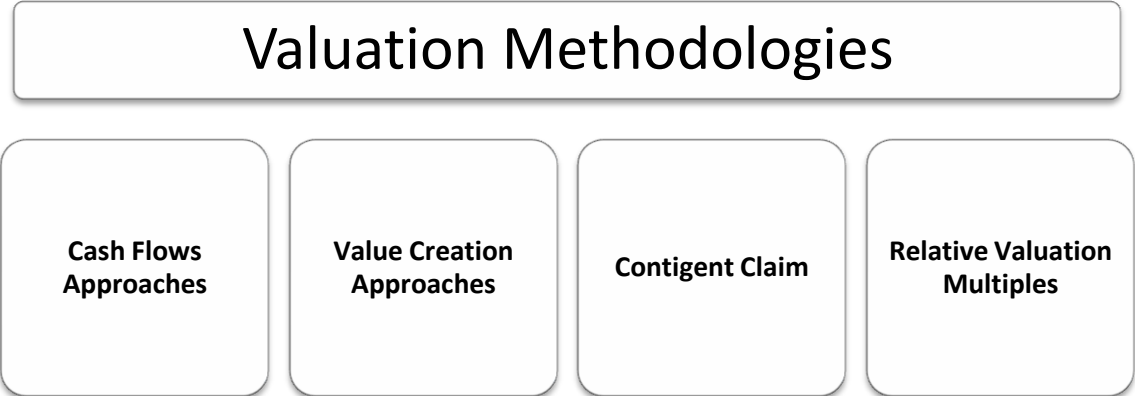 Valuation Methodologies
Cash Flows
Approaches
Value Creation
Approaches
Contigent Claim
Relative Valuation
Multiples